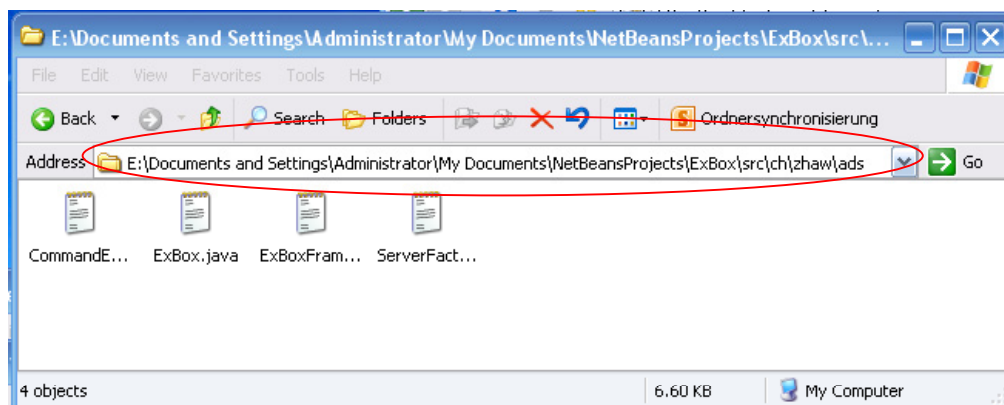 E:\Documents and Settings\Administrator\My Documents\NetBeansProjects\ExBox\src\...
File Edit View Favorites Tools Help
Back Search Folders Ordnersynchronisierung
Address E:\Documents and Settings\Administrator\My Documents\NetBeansProjects\ExBox\src\ch\zhaw\ads Go
CommandE... ExBox.java ExBoxFram... ServerFact...
4 objects 6.60 KB My Computer